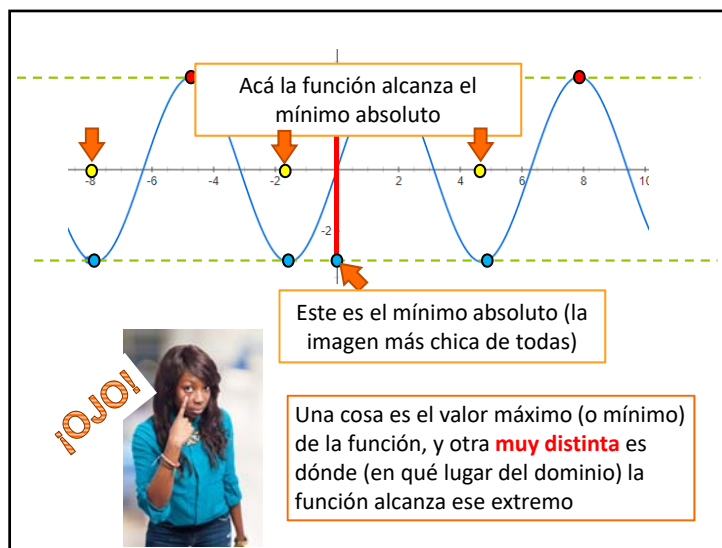 Acá la función alcanza el
mínimo absoluto
-8
-6
-4
-2
2
4
6
8
10
-2
Este es el mínimo absoluto (la
imagen más chica de todas)
¡OJO!
Una cosa es el valor máximo (o mínimo)
de la función, y otra muy distinta es
dónde (en qué lugar del dominio) la
función alcanza ese extremo